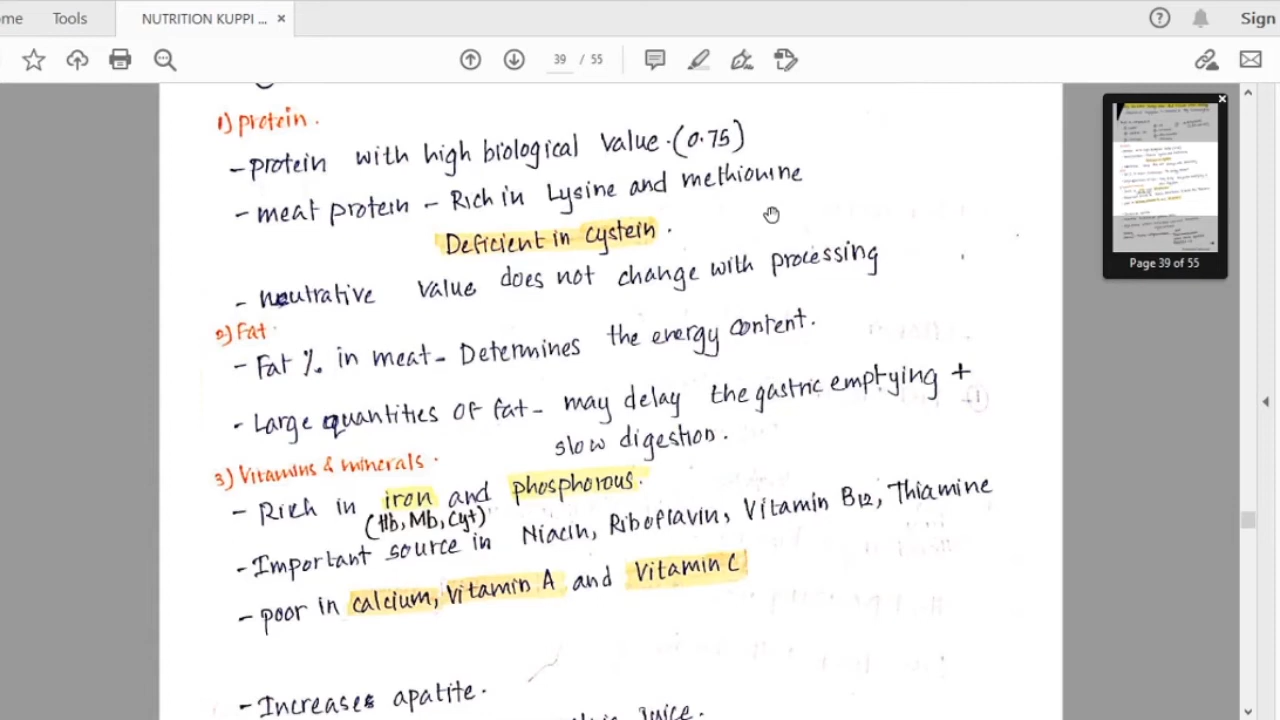 ome Tools NUTRITION KUPPI ... × Sign
39 / 55
1) protein.
- protein with high biological value. (0.75)
- meat protein - Rich in Lysine and methionine
Deficient in cystein.
- neutrative value does not change with processing
2) Fat.
- Fat % in meat - Determines the energy content.
- Large quantities of fat - may delay the gastric emptying +
slow digestion.
3) Vitamins & minerals.
- Rich in iron and phosphorous.
(Hb, Mb, Cyt)
- Important source in Niacin, Riboflavin, Vitamin B12, Thiamine
- poor in calcium, Vitamin A and Vitamin C
- Increases apatite.
juice.
Page 39 of 55